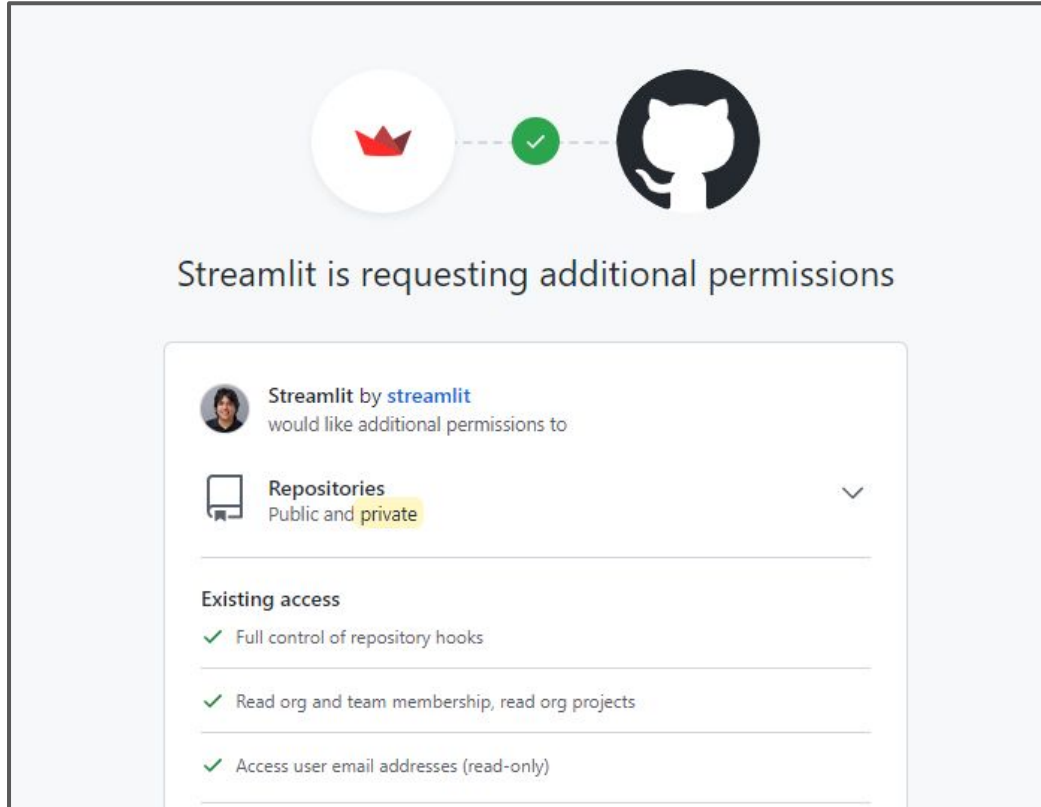 Streamlit is requesting additional permissions
Streamlit by streamlit
would like additional permissions to
Repositories
Public and private
Existing access
Full control of repository hooks
Read org and team membership, read org projects
Access user email addresses (read-only)